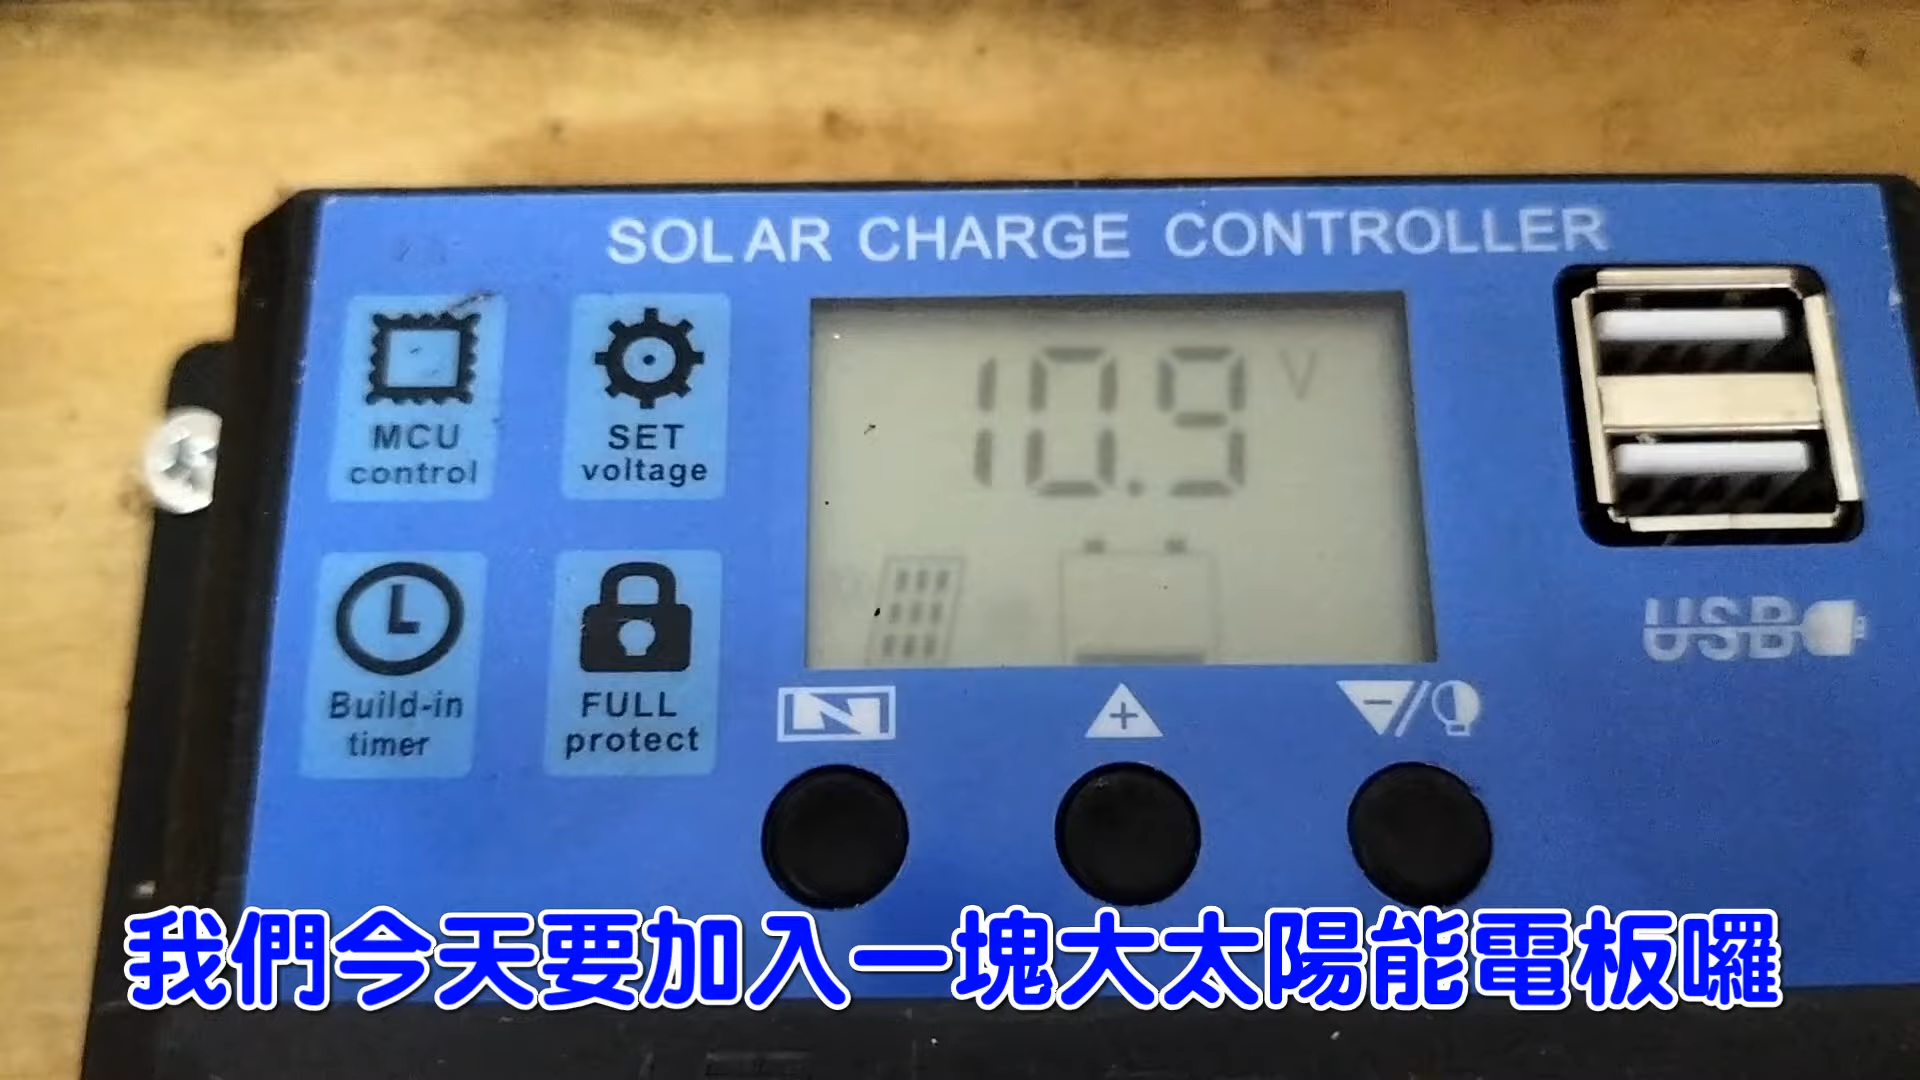 SOLAR CHARGE CONTROLLER
MCU
control
SET
voltage
10.9 V
Build-in
timer
FULL
protect
USB
+
-/
我們今天要加入一塊大太陽能電板囉